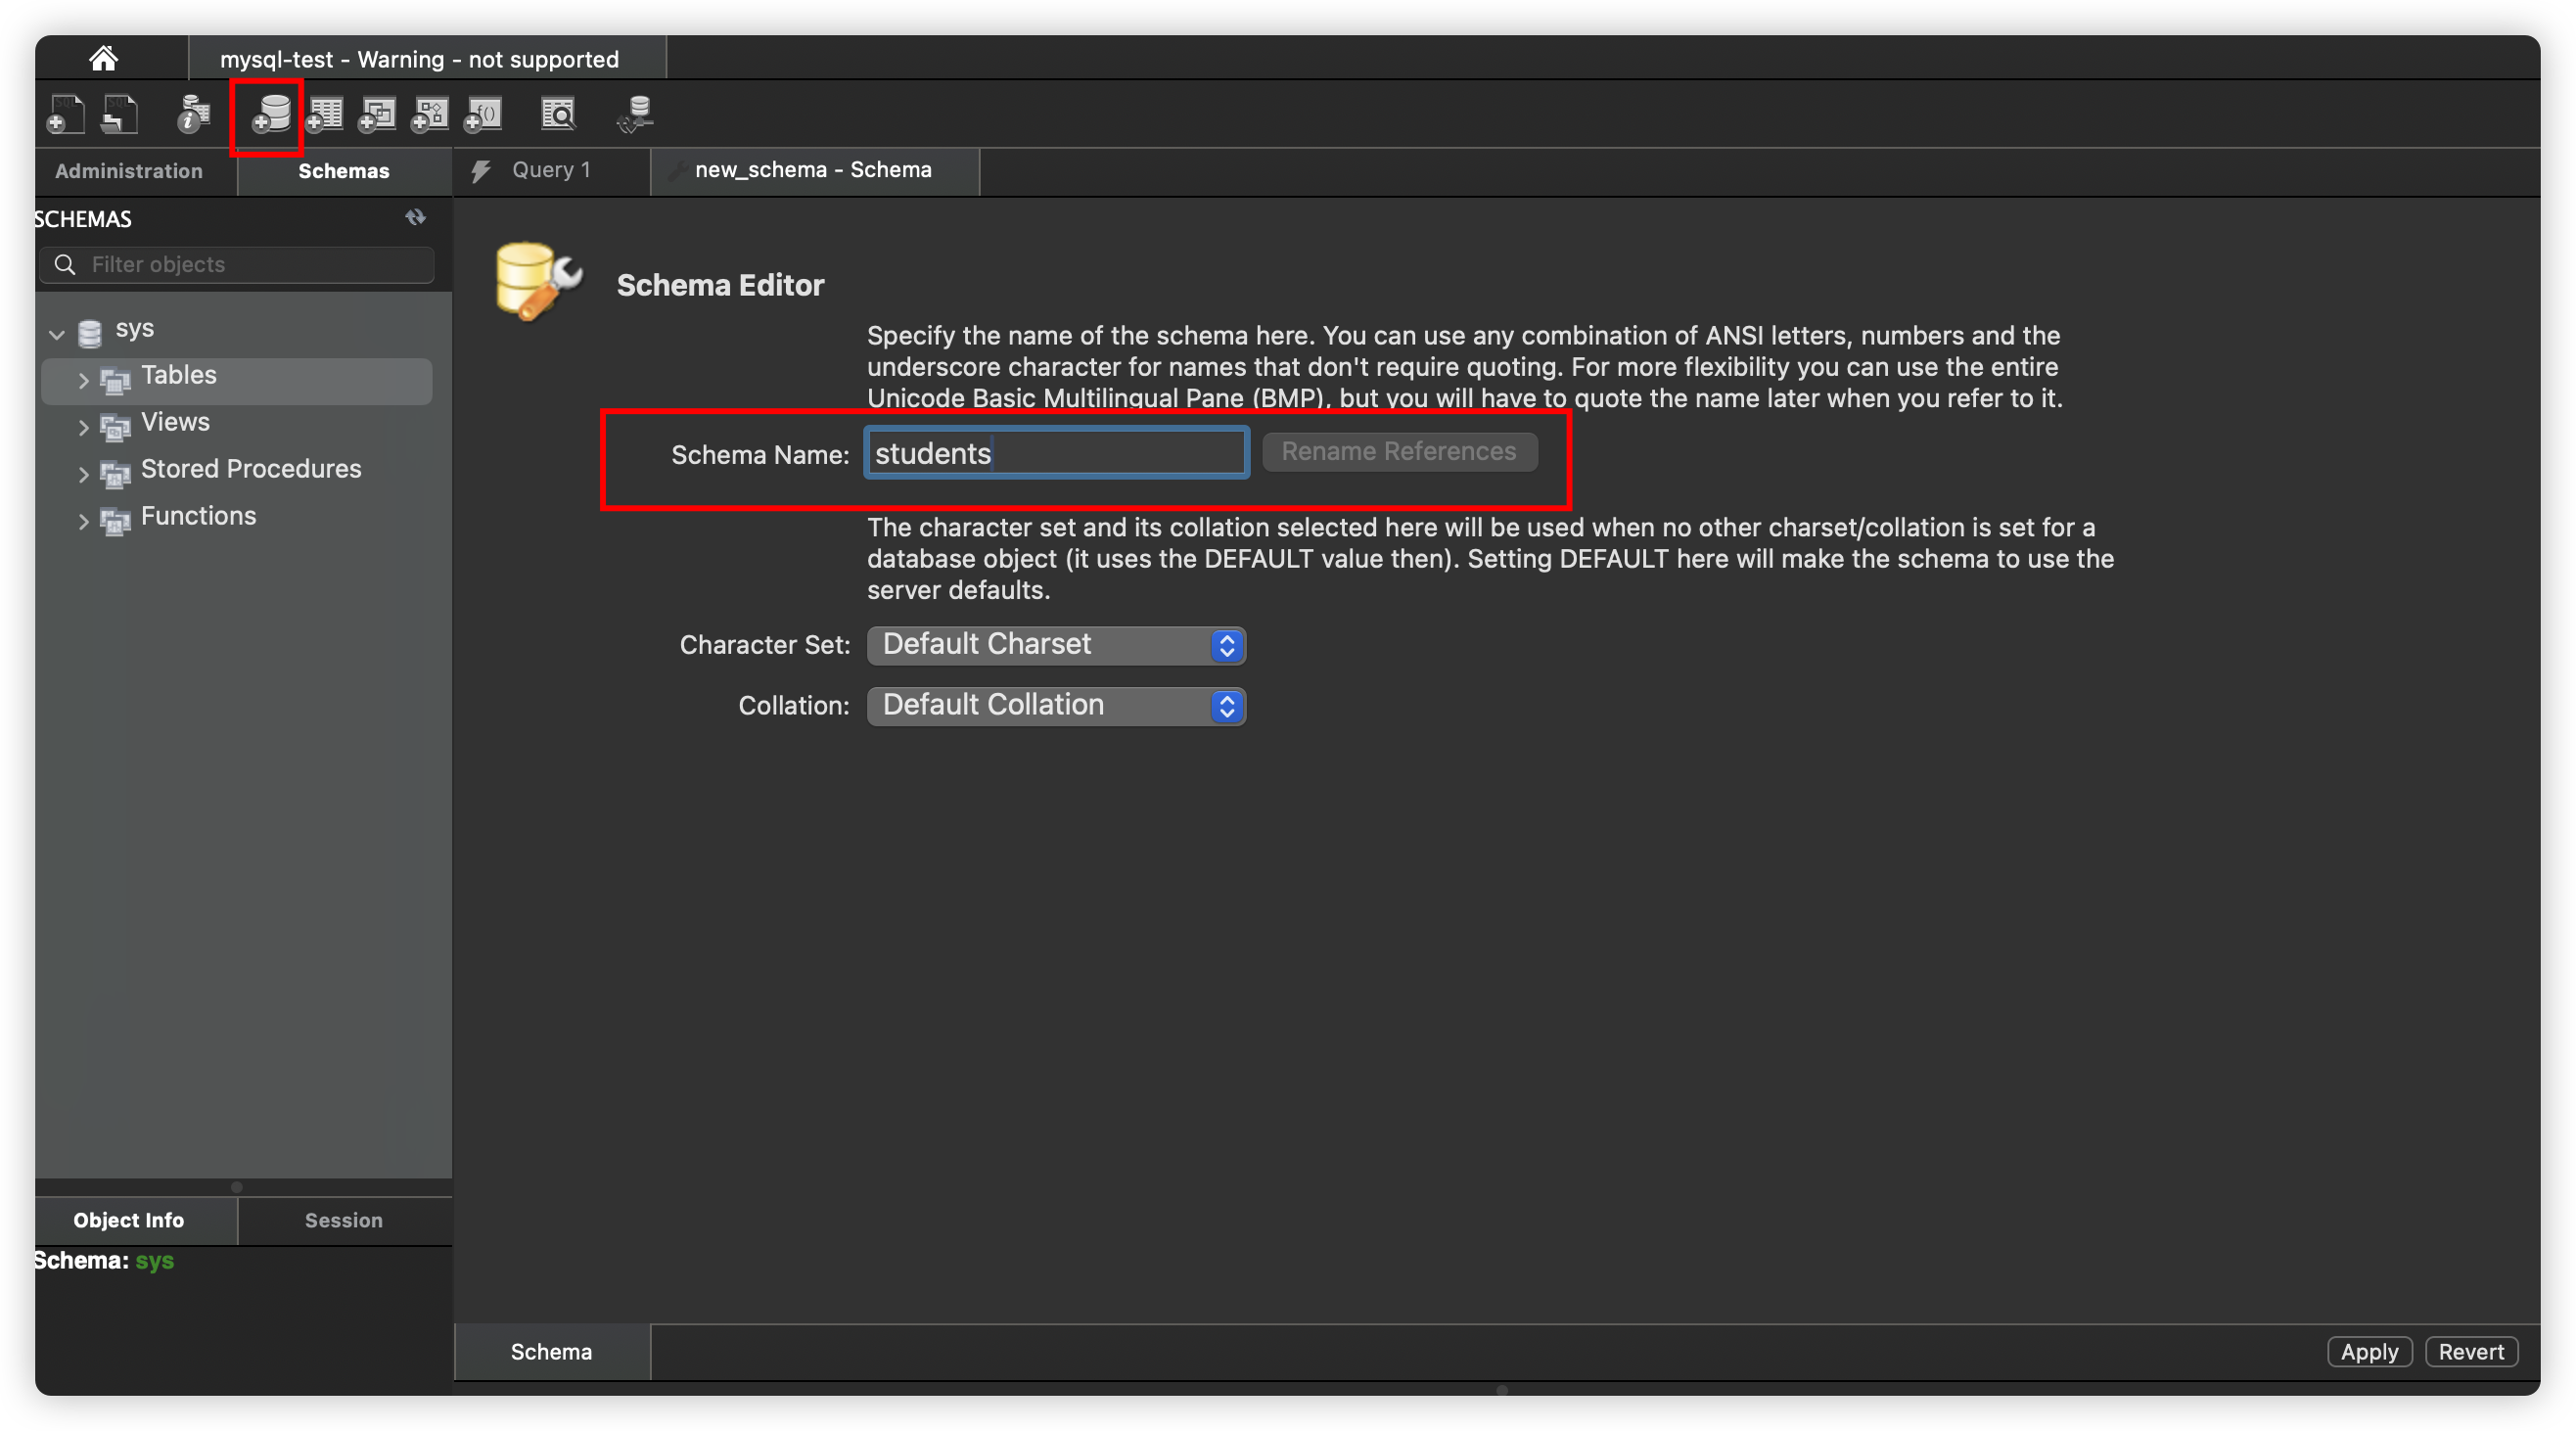 mysql-test - Warning - not supported
SQL SQL f()
Administration
Schemas
Query 1
new_schema - Schema
SCHEMAS
Filter objects
sys
Tables
Views
Stored Procedures
Functions
Schema Editor
Specify the name of the schema here. You can use any combination of ANSI letters, numbers and the
underscore character for names that don't require quoting. For more flexibility you can use the entire
Unicode Basic Multilingual Pane (BMP), but you will have to quote the name later when you refer to it.
Schema Name: students Rename References
The character set and its collation selected here will be used when no other charset/collation is set for a
database object (it uses the DEFAULT value then). Setting DEFAULT here will make the schema to use the
server defaults.
Character Set: Default Charset
Collation: Default Collation
Object Info
Session
Schema: sys
Schema
Apply
Revert